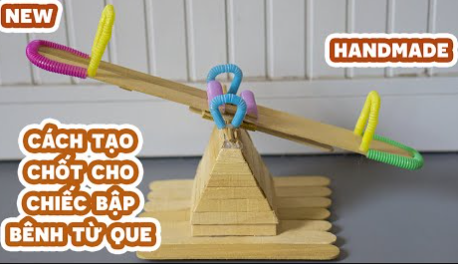 NEW
HANDMADE
CÁCH TẠO
CHỐT CHO
CHIẾC BẬP
BÊNH TỪ QUE